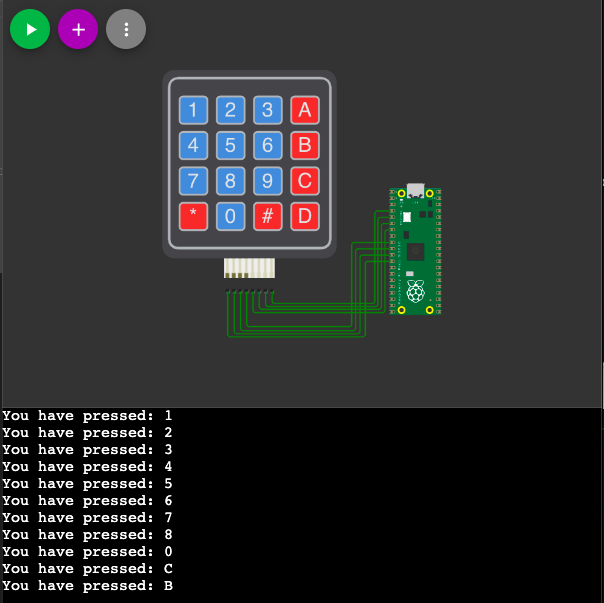 1 2 3 A
4 5 6 B
7 8 9 C
* 0 # D
You have pressed: 1
You have pressed: 2
You have pressed: 3
You have pressed: 4
You have pressed: 5
You have pressed: 6
You have pressed: 7
You have pressed: 8
You have pressed: 0
You have pressed: C
You have pressed: B